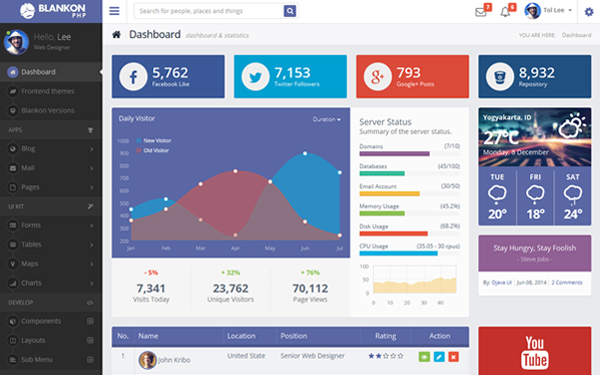 BLANKON
PHP
Search for people, places and things
7
6
Tol Lee
Hello, Lee
Web Designer
Dashboard
Frontend themes
Blankon Versions
APPS
Blog
Mail
Pages
UI KIT
Forms
Tables
Maps
Charts
DEVELOP
Components
Layouts
Sub Menu
Dashboard dashboard & statistics
YOU ARE HERE: Dashboard
5,762
Facebook Like
7,153
Twitter Followers
793
Google+ Posts
8,932
Repository
Daily Visitor
Duration
New Visitor
Old Visitor
1000
900
800
700
600
500
400
300
200
Jan Feb Mar Apr May Jun Jul
- 5%
7,341
Visits Today
+ 32%
23,762
Unique Visitors
+ 76%
70,112
Page Views
Server Status
Summary of the server status.
Domains (7/10)
Databases (45/100)
Email Account (30/50)
Memory Usage (45.2%)
Disk Usage (68.2%)
CPU Usage (35.05 - 30 cpus)
0 10 20 30 40
Yogyakarta, ID
27°C
Monday, 8 December
TUE FRI SAT
20° 18° 24°
Stay Hungry, Stay Foolish
- Steve Jobs -
By: Djava UI | Jun 08, 2014 | 2 Comments
No. Name Location Position Rating Action
1 John Kribo United State Senior Web Designer
You
Tube